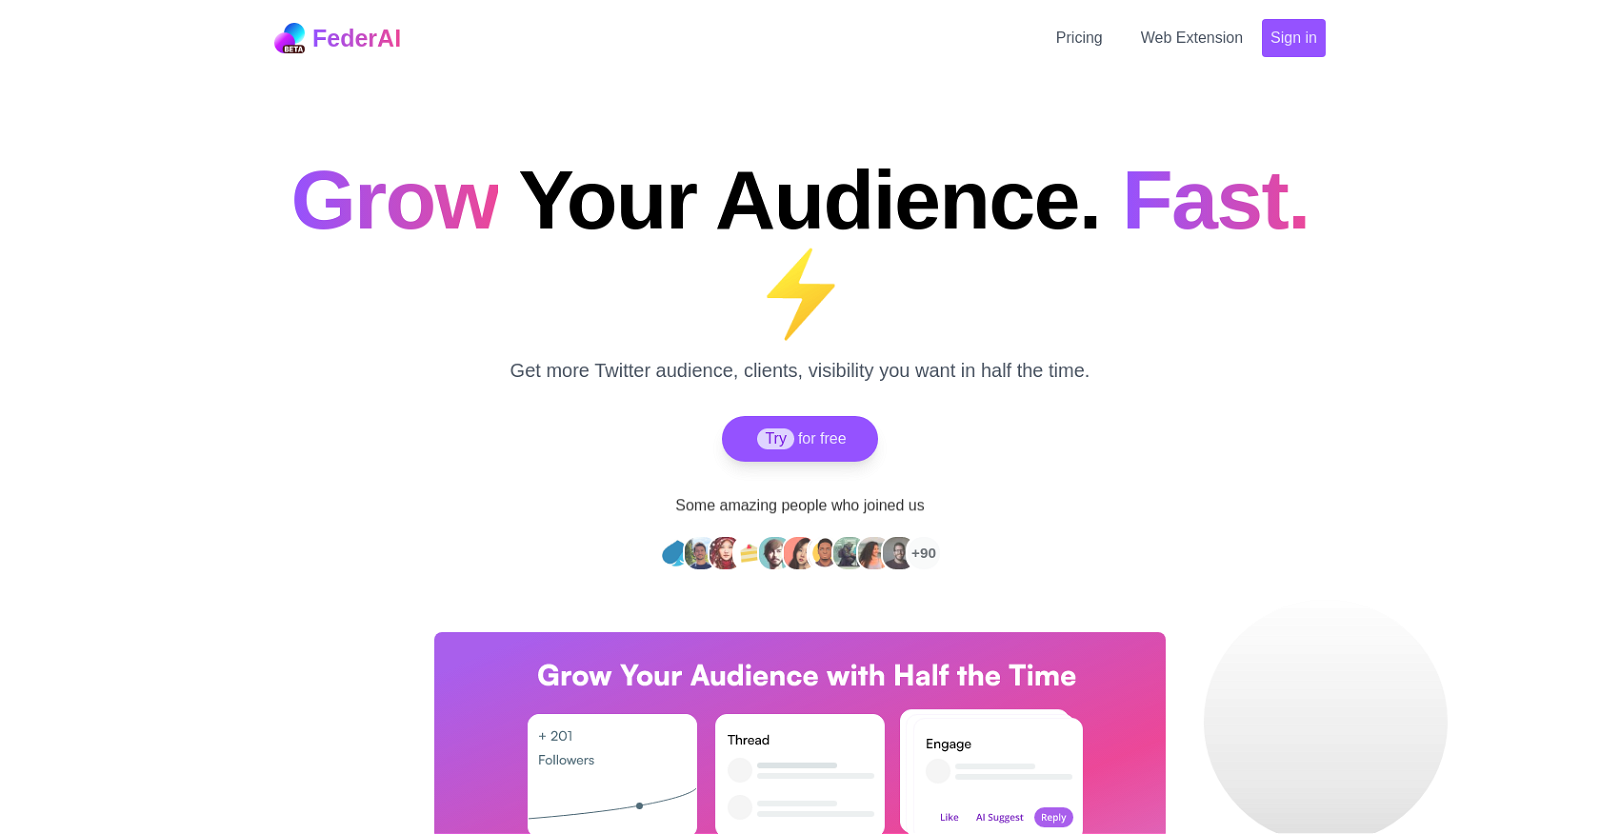 FederAI
BETA
Pricing
Web Extension
Sign in
Grow Your Audience. Fast.
Get more Twitter audience, clients, visibility you want in half the time.
Try for free
Some amazing people who joined us
+90
Grow Your Audience with Half the Time
+ 201
Followers
Thread
Engage
Like
AI Suggest
Reply